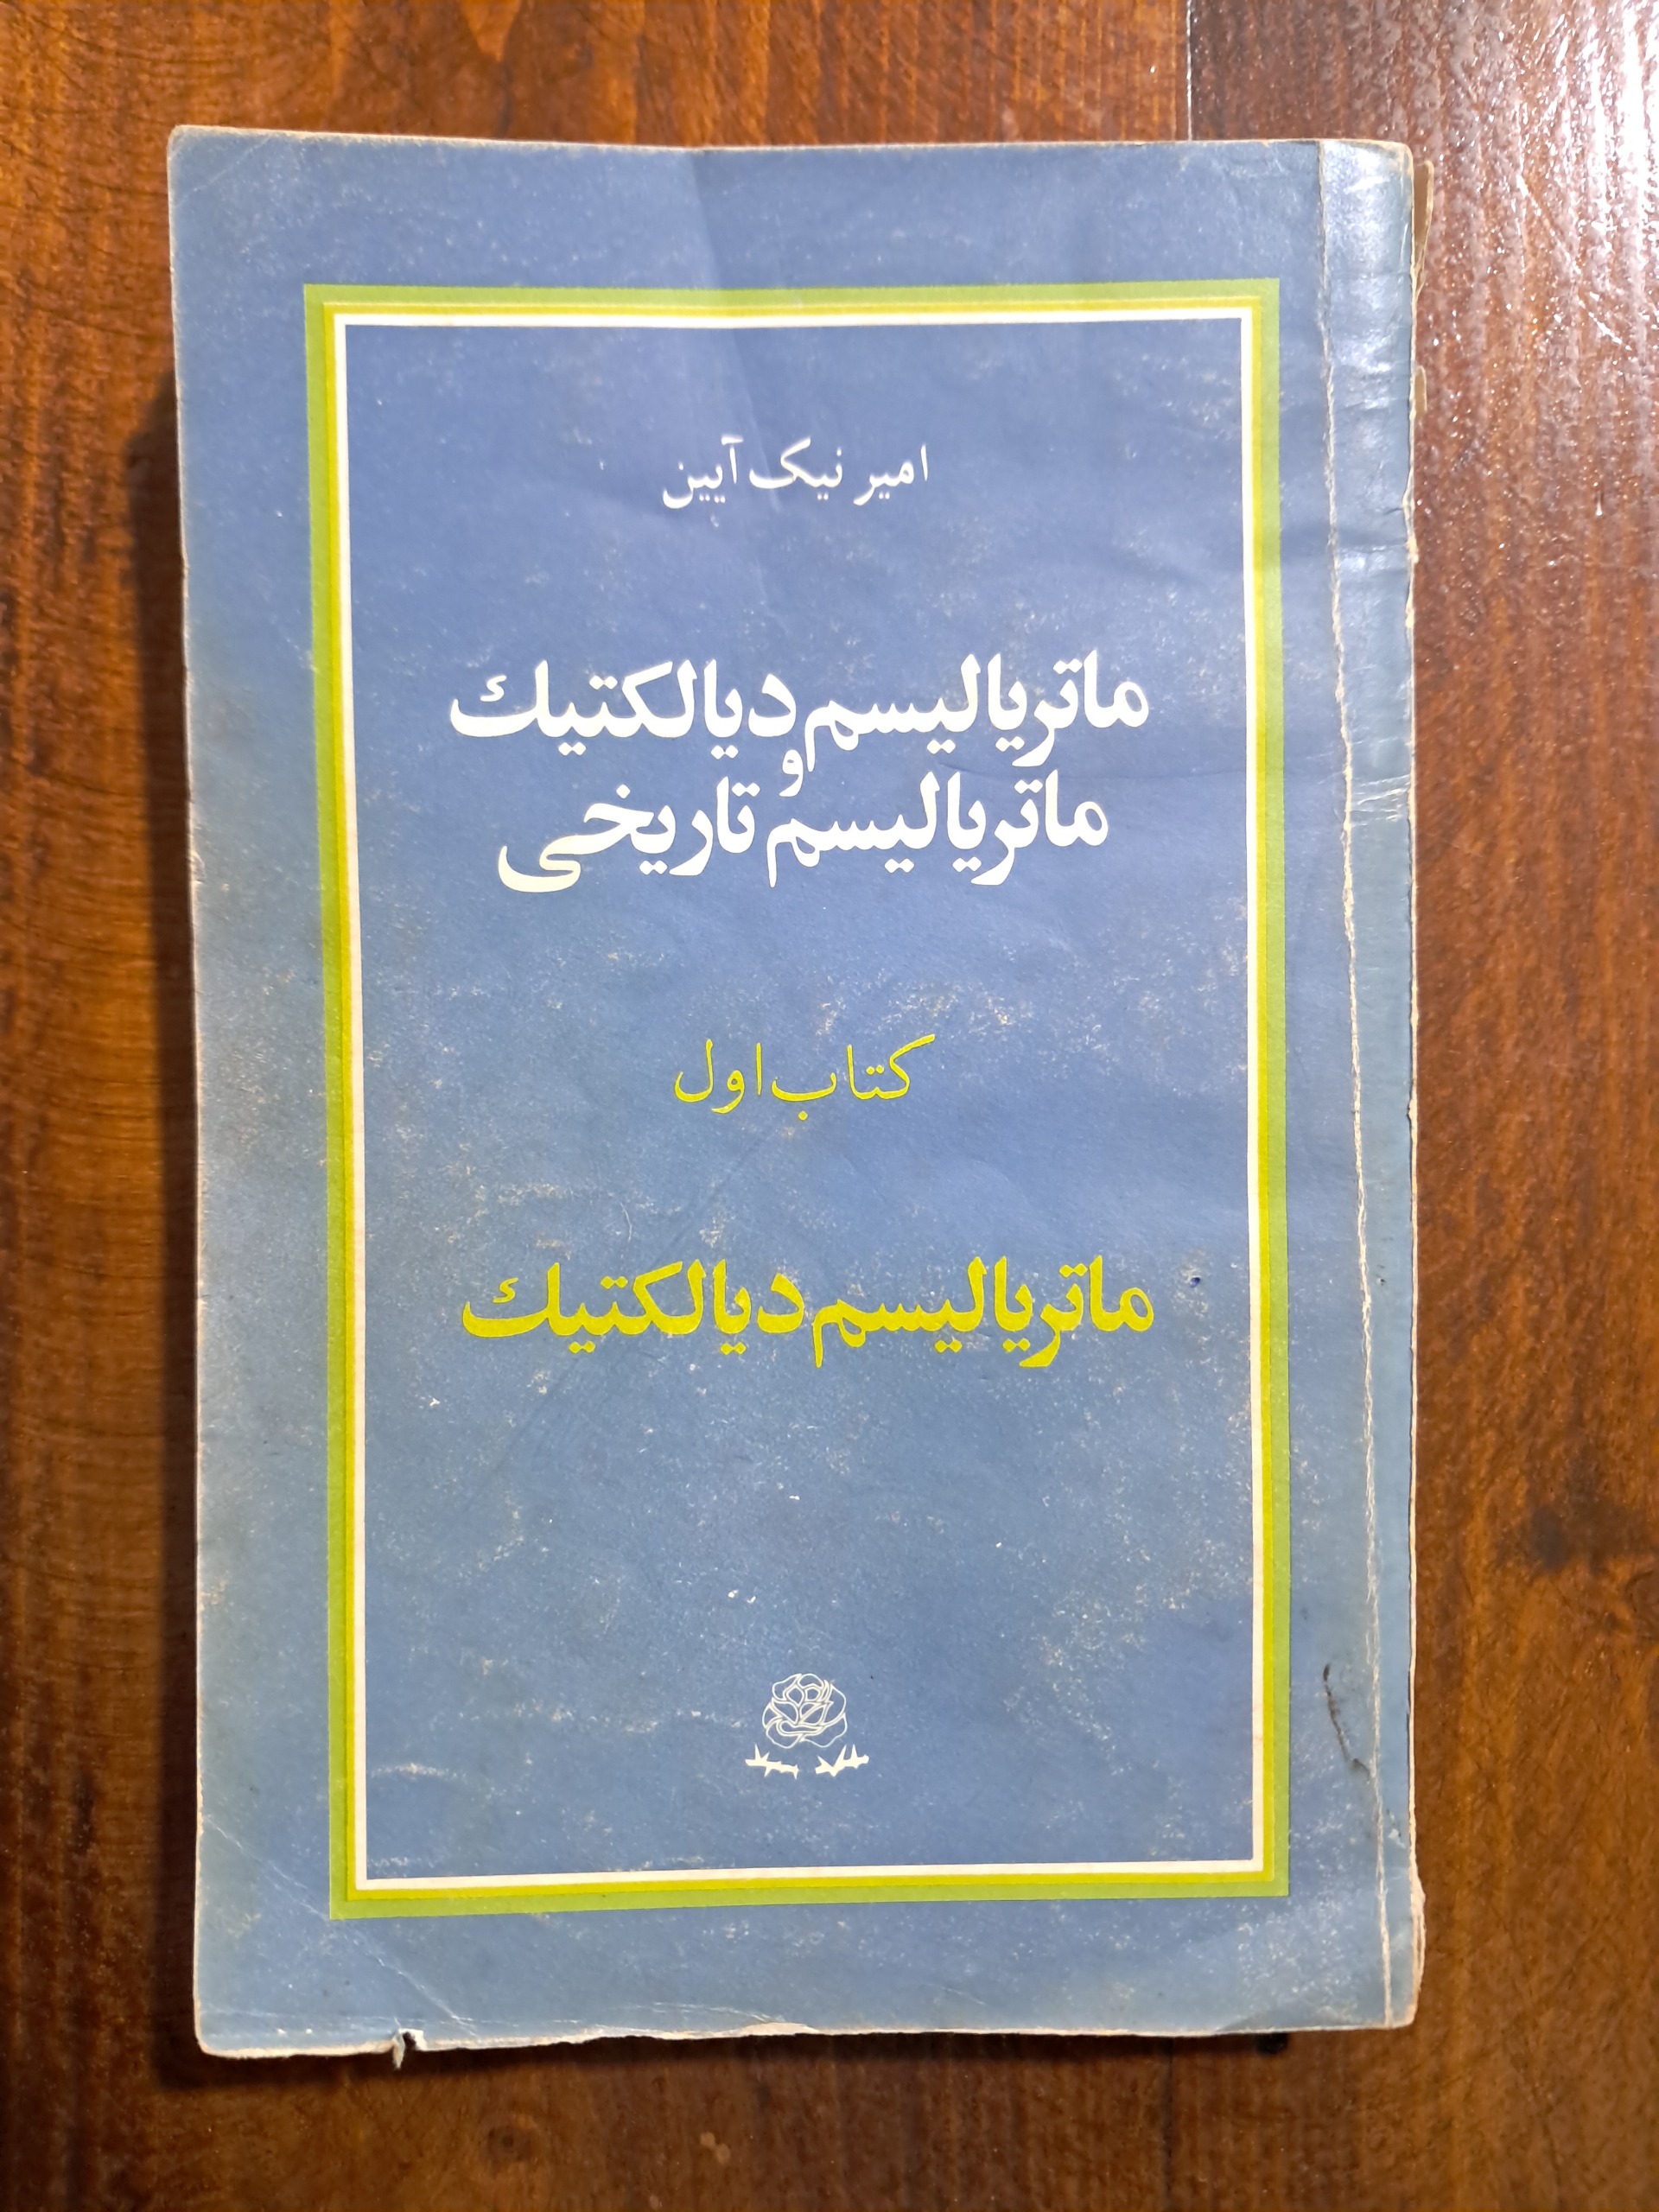 امیر نیک‌آیین
ماتریالیسم دیالکتیك
و
ماتریالیسم تاریخی
کتاب اول
ماتریالیسم دیالکتیك